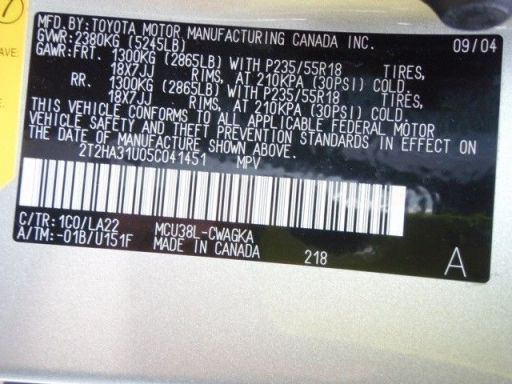 AVE:
MFD. BY: TOYOTA MOTOR MANUFACTURING CANADA INC. 09/04
GVWR: 2380KG (5245LB)
GAWR: FRT. 1300KG (2865LB) WITH P235/55R18 TIRES,
18X7JJ RIMS, AT 210KPA (30PSI) COLD.
RR. 1300KG (2865LB) WITH P235/55R18 TIRES,
18X7JJ RIMS, AT 210KPA (30PSI) COLD.
THIS VEHICLE CONFORMS TO ALL APPLICABLE FEDERAL MOTOR
VEHICLE SAFETY AND THEFT PREVENTION STANDARDS IN EFFECT ON
THE DATE OF MANUFACTURE SHOWN ABOVE.
2T2HA31U05C041451 MPV
C/TR: 1C0/LA22 MCU38L-CWAGKA
A/TM: -01B/U151F MADE IN CANADA 218 A